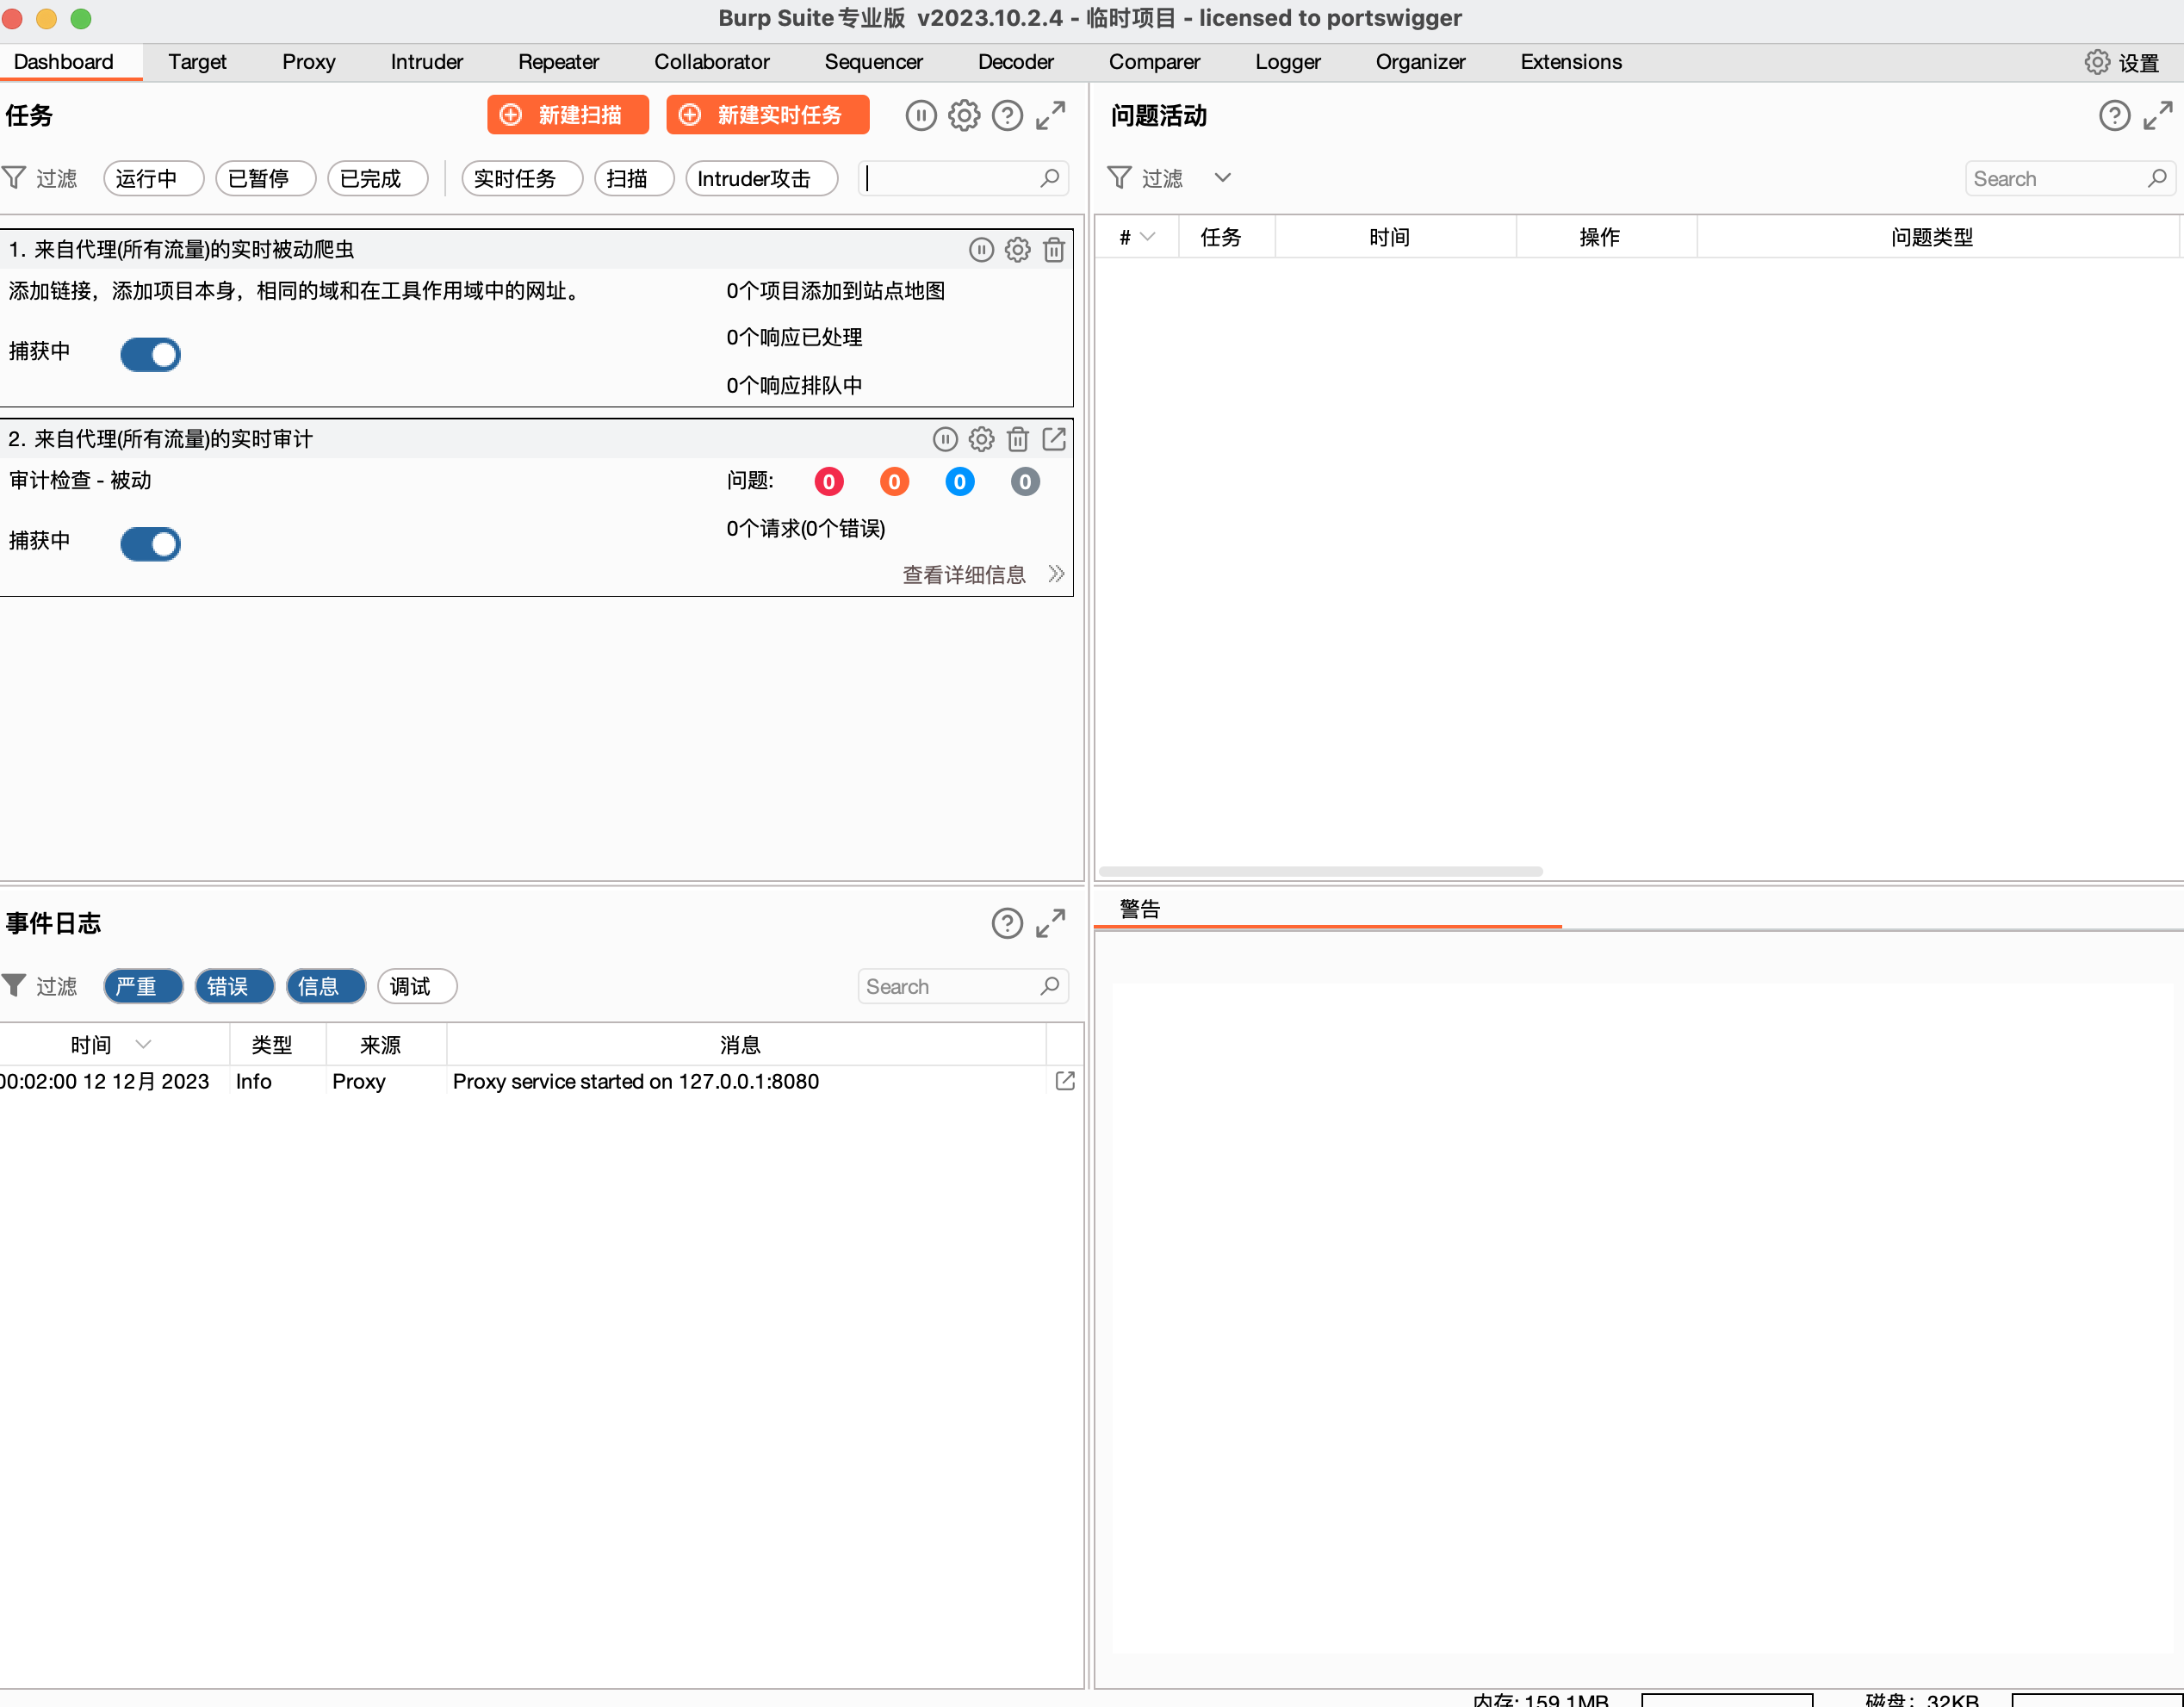 Burp Suite专业版 v2023.10.2.4 - 临时项目 - licensed to portswigger
Dashboard Target Proxy Intruder Repeater Collaborator Sequencer Decoder Comparer Logger Organizer Extensions 设置
任务 新建扫描 新建实时任务
过滤 运行中 已暂停 已完成 实时任务 扫描 Intruder攻击
1. 来自代理(所有流量)的实时被动爬虫
添加链接，添加项目本身，相同的域和在工具作用域中的网址。 0个项目添加到站点地图
0个响应已处理
捕获中
0个响应排队中
2. 来自代理(所有流量)的实时审计
审计检查 - 被动 问题: 0 0 0 0
0个请求(0个错误)
捕获中
查看详细信息
问题活动
过滤 Search
# 任务 时间 操作 问题类型
事件日志
过滤 严重 错误 信息 调试 Search
时间 类型 来源 消息
00:02:00 12 12月 2023 Info Proxy Proxy service started on 127.0.0.1:8080
警告
内存: 159.1MB 磁盘: 32KB